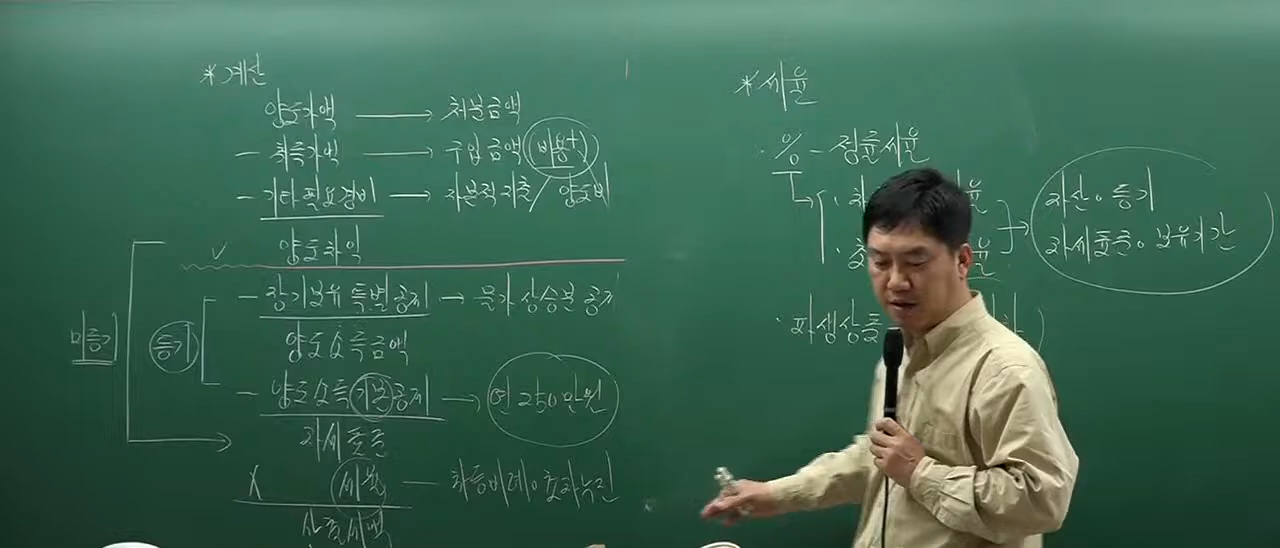 *계산
양도가액 → 처분금액
- 취득가액 → 구입금액 비용+
- 기타필요경비 → 자본적지출 양도비
양도차익
- 장기보유특별공제 → 물가상승분 공제
미등기
등기
양도소득금액
- 양도소득기본공제 → 연 250만원
과세표준
X 세율 - 차등비례, 초과누진
산출세액
*세율
· % - 정률세율
자산, 등기
과세표준, 보유기간
· 파생상품